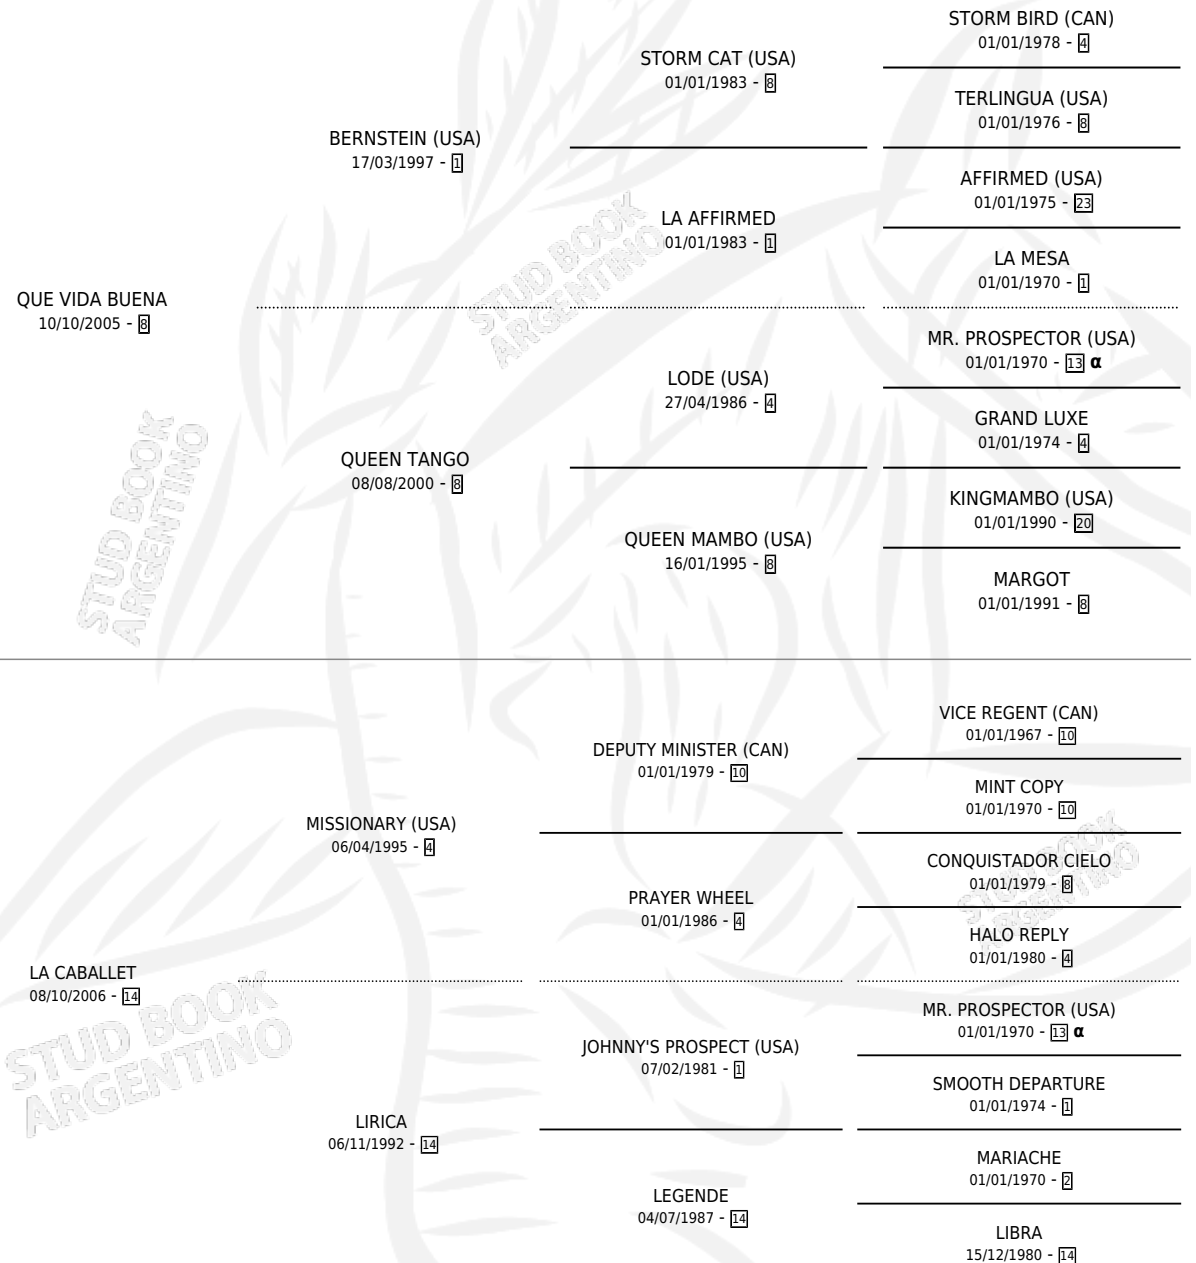 STORM BIRD (CAN)
01/01/1978 - 4
STORM CAT (USA)
01/01/1983 - 8
TERLINGUA (USA)
01/01/1976 - 8
BERNSTEIN (USA)
17/03/1997 - 1
AFFIRMED (USA)
01/01/1975 - 23
LA AFFIRMED
01/01/1983 - 1
LA MESA
01/01/1970 - 1
QUE VIDA BUENA
10/10/2005 - 8
MR. PROSPECTOR (USA)
01/01/1970 - 13 α
LODE (USA)
27/04/1986 - 4
GRAND LUXE
01/01/1974 - 4
QUEEN TANGO
08/08/2000 - 8
KINGMAMBO (USA)
01/01/1990 - 20
QUEEN MAMBO (USA)
16/01/1995 - 8
MARGOT
01/01/1991 - 8
VICE REGENT (CAN)
01/01/1967 - 10
DEPUTY MINISTER (CAN)
01/01/1979 - 10
MINT COPY
01/01/1970 - 10
MISSIONARY (USA)
06/04/1995 - 4
CONQUISTADOR CIELO
01/01/1979 - 8
PRAYER WHEEL
01/01/1986 - 4
HALO REPLY
01/01/1980 - 4
LA CABALLET
08/10/2006 - 14
MR. PROSPECTOR (USA)
01/01/1970 - 13 α
JOHNNY'S PROSPECT (USA)
07/02/1981 - 1
SMOOTH DEPARTURE
01/01/1974 - 1
LIRICA
06/11/1992 - 14
MARIACHE
01/01/1970 - 2
LEGENDE
04/07/1987 - 14
LIBRA
15/12/1980 - 14
STUD BOOK
ARGENTINO
STUD BOOK
ARGENTINO
STUD BOOK
ARGENTINO
STUD BOOK
ARGENTINO